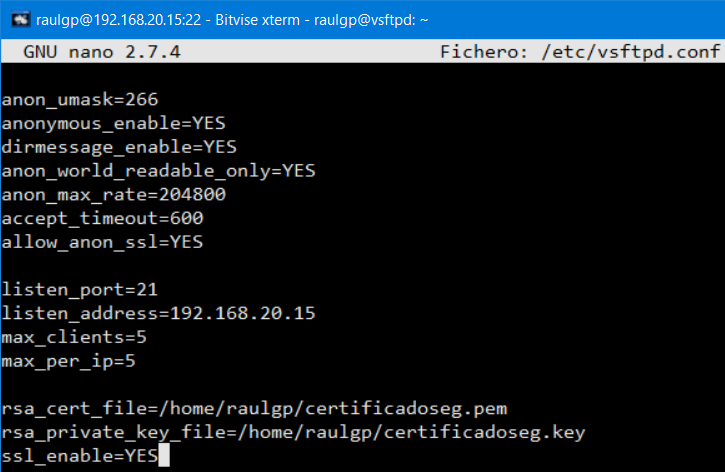 raulgp@192.168.20.15:22 - Bitvise xterm - raulgp@vsftpd: ~
GNU nano 2.7.4 Fichero: /etc/vsftpd.conf
anon_umask=266
anonymous_enable=YES
dirmessage_enable=YES
anon_world_readable_only=YES
anon_max_rate=204800
accept_timeout=600
allow_anon_ssl=YES
listen_port=21
listen_address=192.168.20.15
max_clients=5
max_per_ip=5
rsa_cert_file=/home/raulgp/certificadoseg.pem
rsa_private_key_file=/home/raulgp/certificadoseg.key
ssl_enable=YES